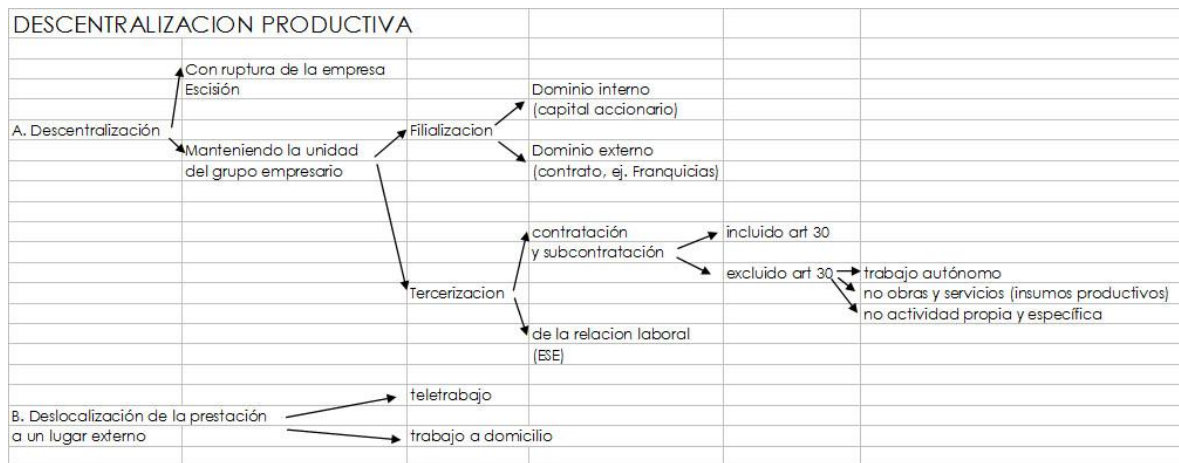 DESCENTRALIZACION PRODUCTIVA
Con ruptura de la empresa
Escisión
Dominio interno
(capital accionario)
A. Descentralización
Filializacion
Manteniendo la unidad
del grupo empresario
Dominio externo
(contrato, ej. Franquicias)
contratación
y subcontratación
incluido art 30
excluido art 30
trabajo autónomo
no obras y servicios (insumos productivos)
no actividad propia y específica
Tercerizacion
de la relacion laboral
(ESE)
teletrabajo
B. Deslocalización de la prestación
a un lugar externo
trabajo a domicilio